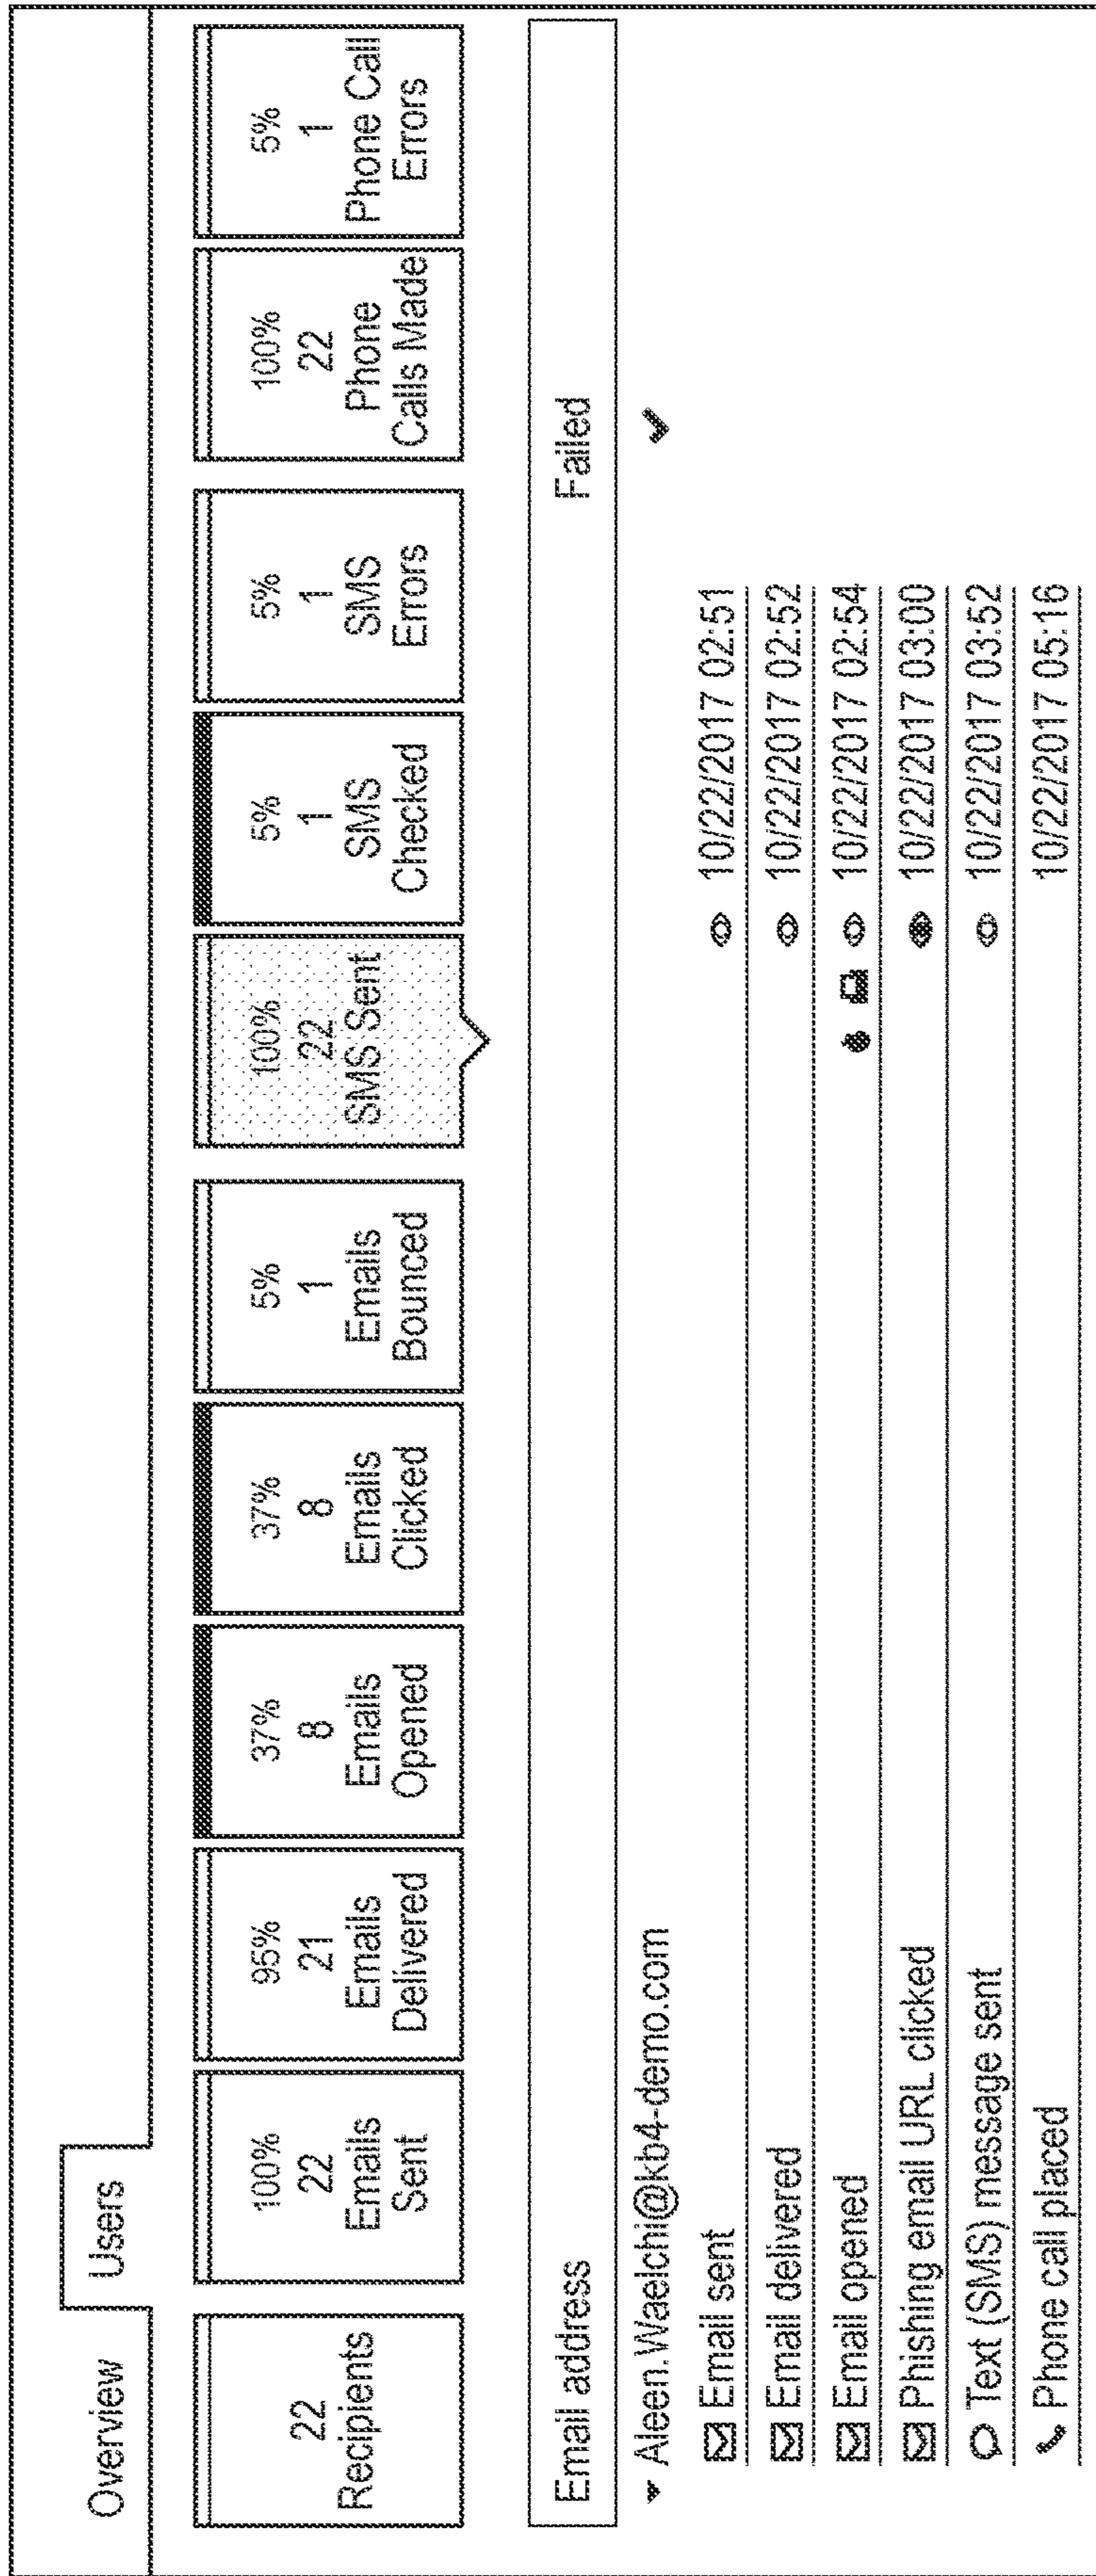 Overview
Users
22
Recipients
100%
22
Emails
Sent
95%
21
Emails
Delivered
37%
8
Emails
Opened
37%
8
Emails
Clicked
5%
1
Emails
Bounced
100%
22
SMS Sent
5%
1
SMS
Checked
5%
1
SMS
Errors
100%
22
Phone
Calls Made
5%
1
Phone Call
Errors
Email address Failed
Aleen.Waelchi@kb4-demo.com
Email sent 10/22/2017 02:51
Email delivered 10/22/2017 02:52
Email opened 10/22/2017 02:54
Phishing email URL clicked 10/22/2017 03:00
Text (SMS) message sent 10/22/2017 03:52
Phone call placed 10/22/2017 05:16